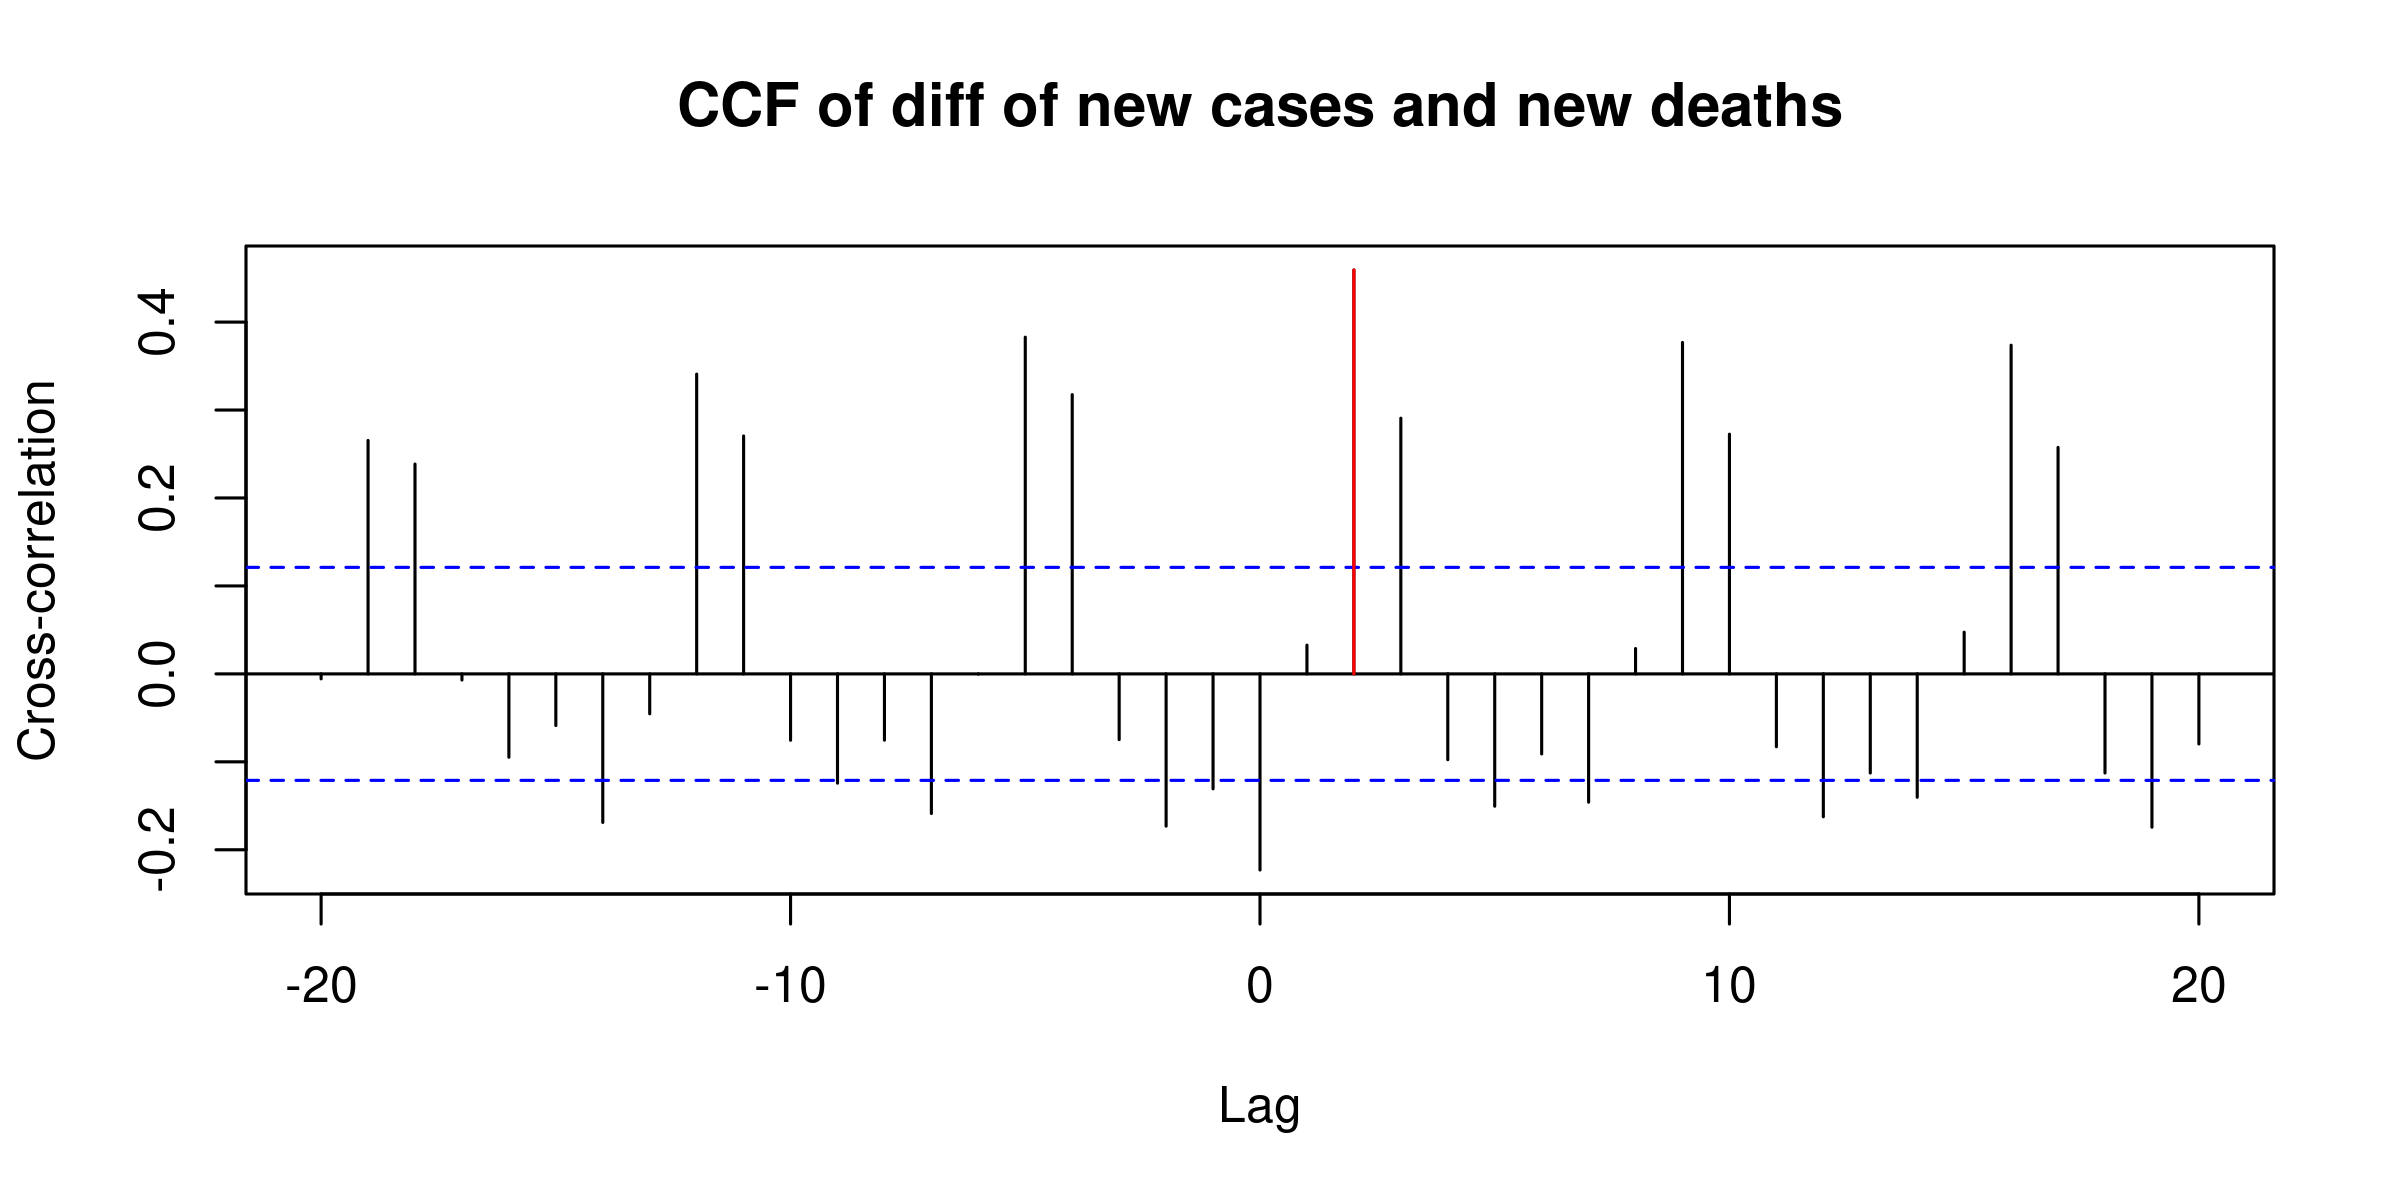 CCF of diff of new cases and new deaths
Cross-correlation
0.4
0.2
0.0
-0.2
-20 -10 0 10 20
Lag